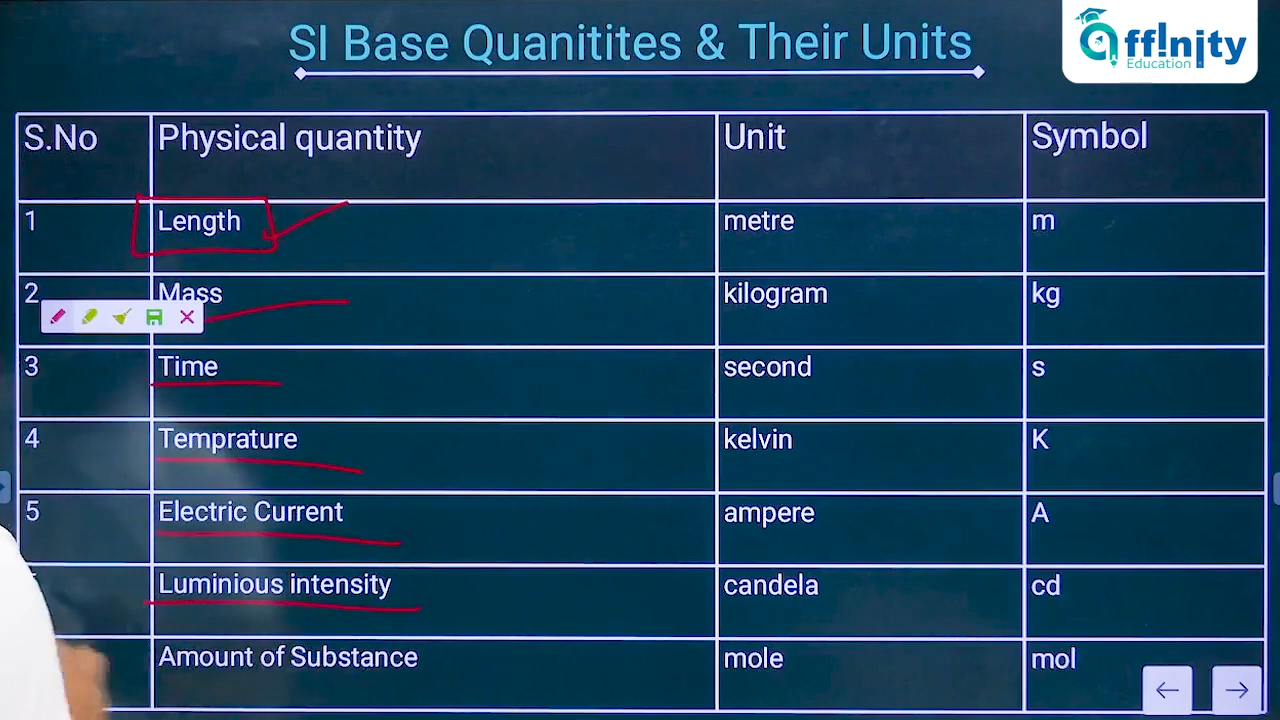 SI Base Quanitites & Their Units
Aff!nity
Education
S.No Physical quantity Unit Symbol
1 Length metre m
2 Mass kilogram kg
3 Time second s
4 Temprature kelvin K
5 Electric Current ampere A
Luminious intensity candela cd
Amount of Substance mole mol